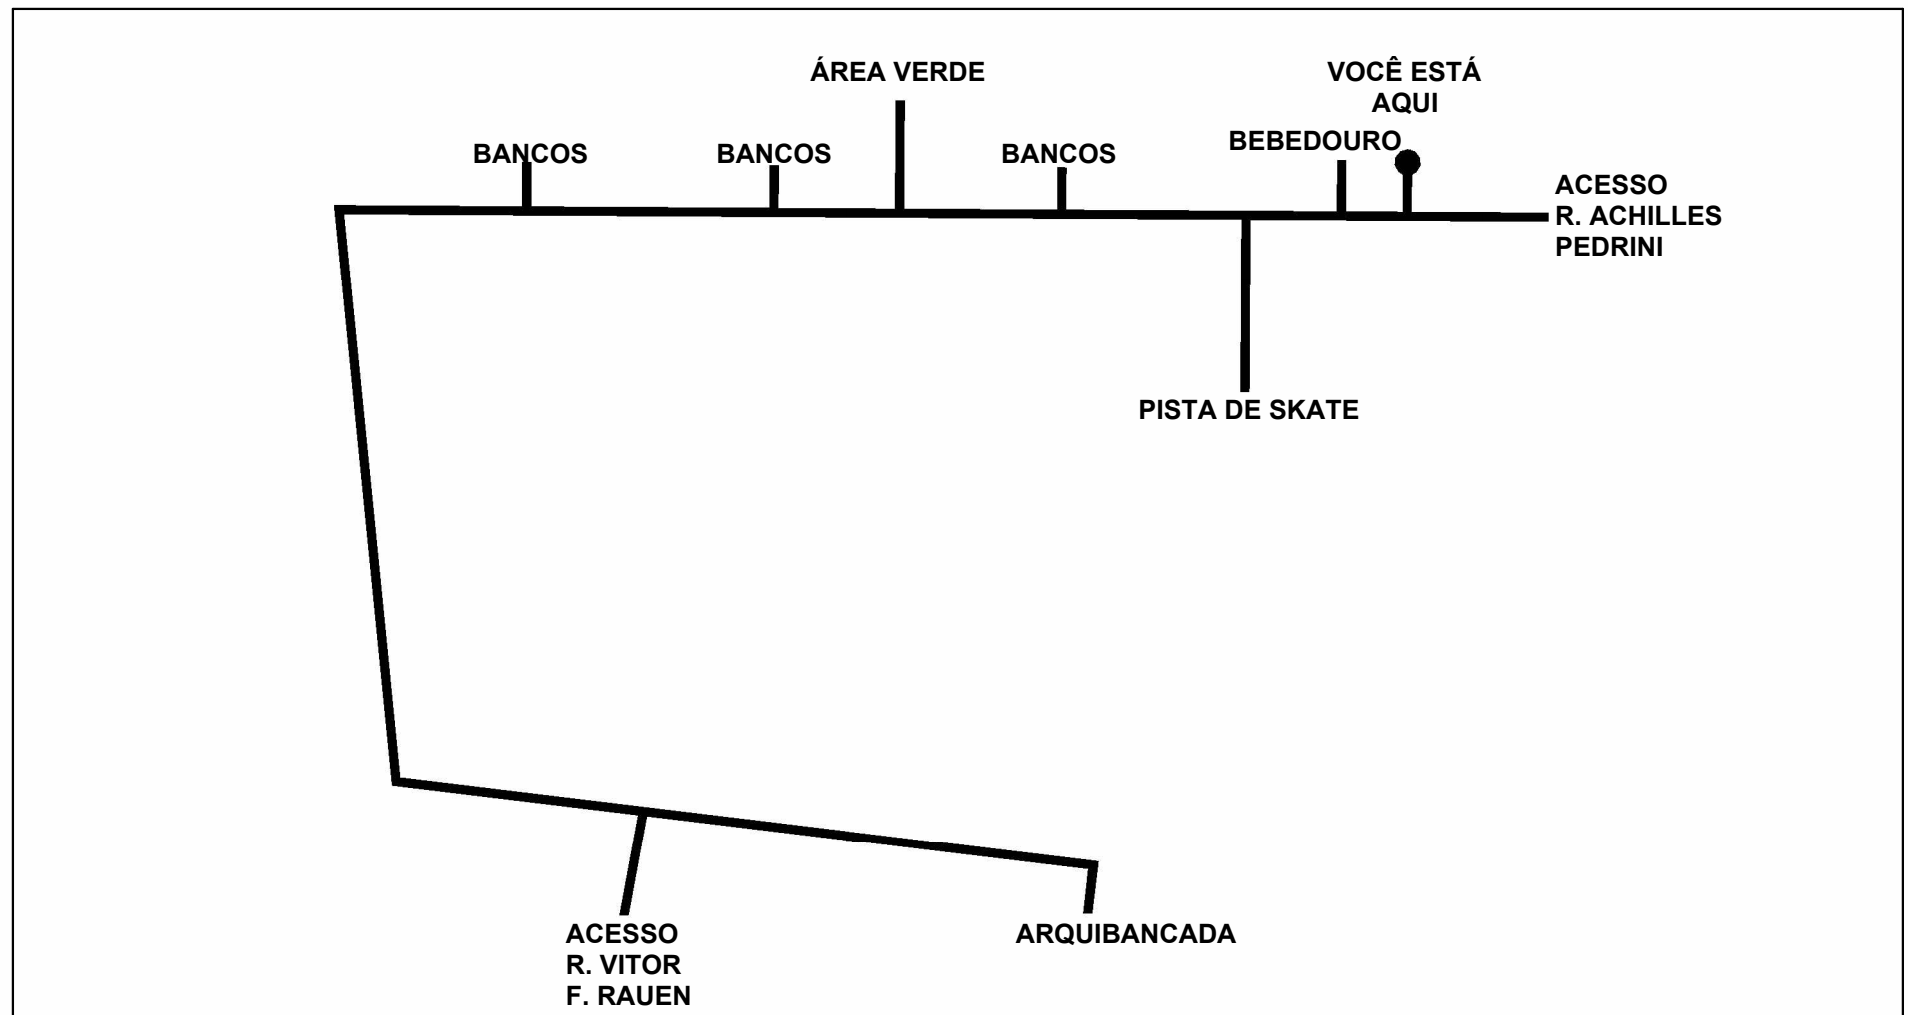 ÁREA VERDE
VOCÊ ESTÁ
AQUI
BANCOS
BANCOS
BANCOS
BEBEDOURO
ACESSO
R. ACHILLES
PEDRINI
PISTA DE SKATE
ACESSO
R. VITOR
F. RAUEN
ARQUIBANCADA